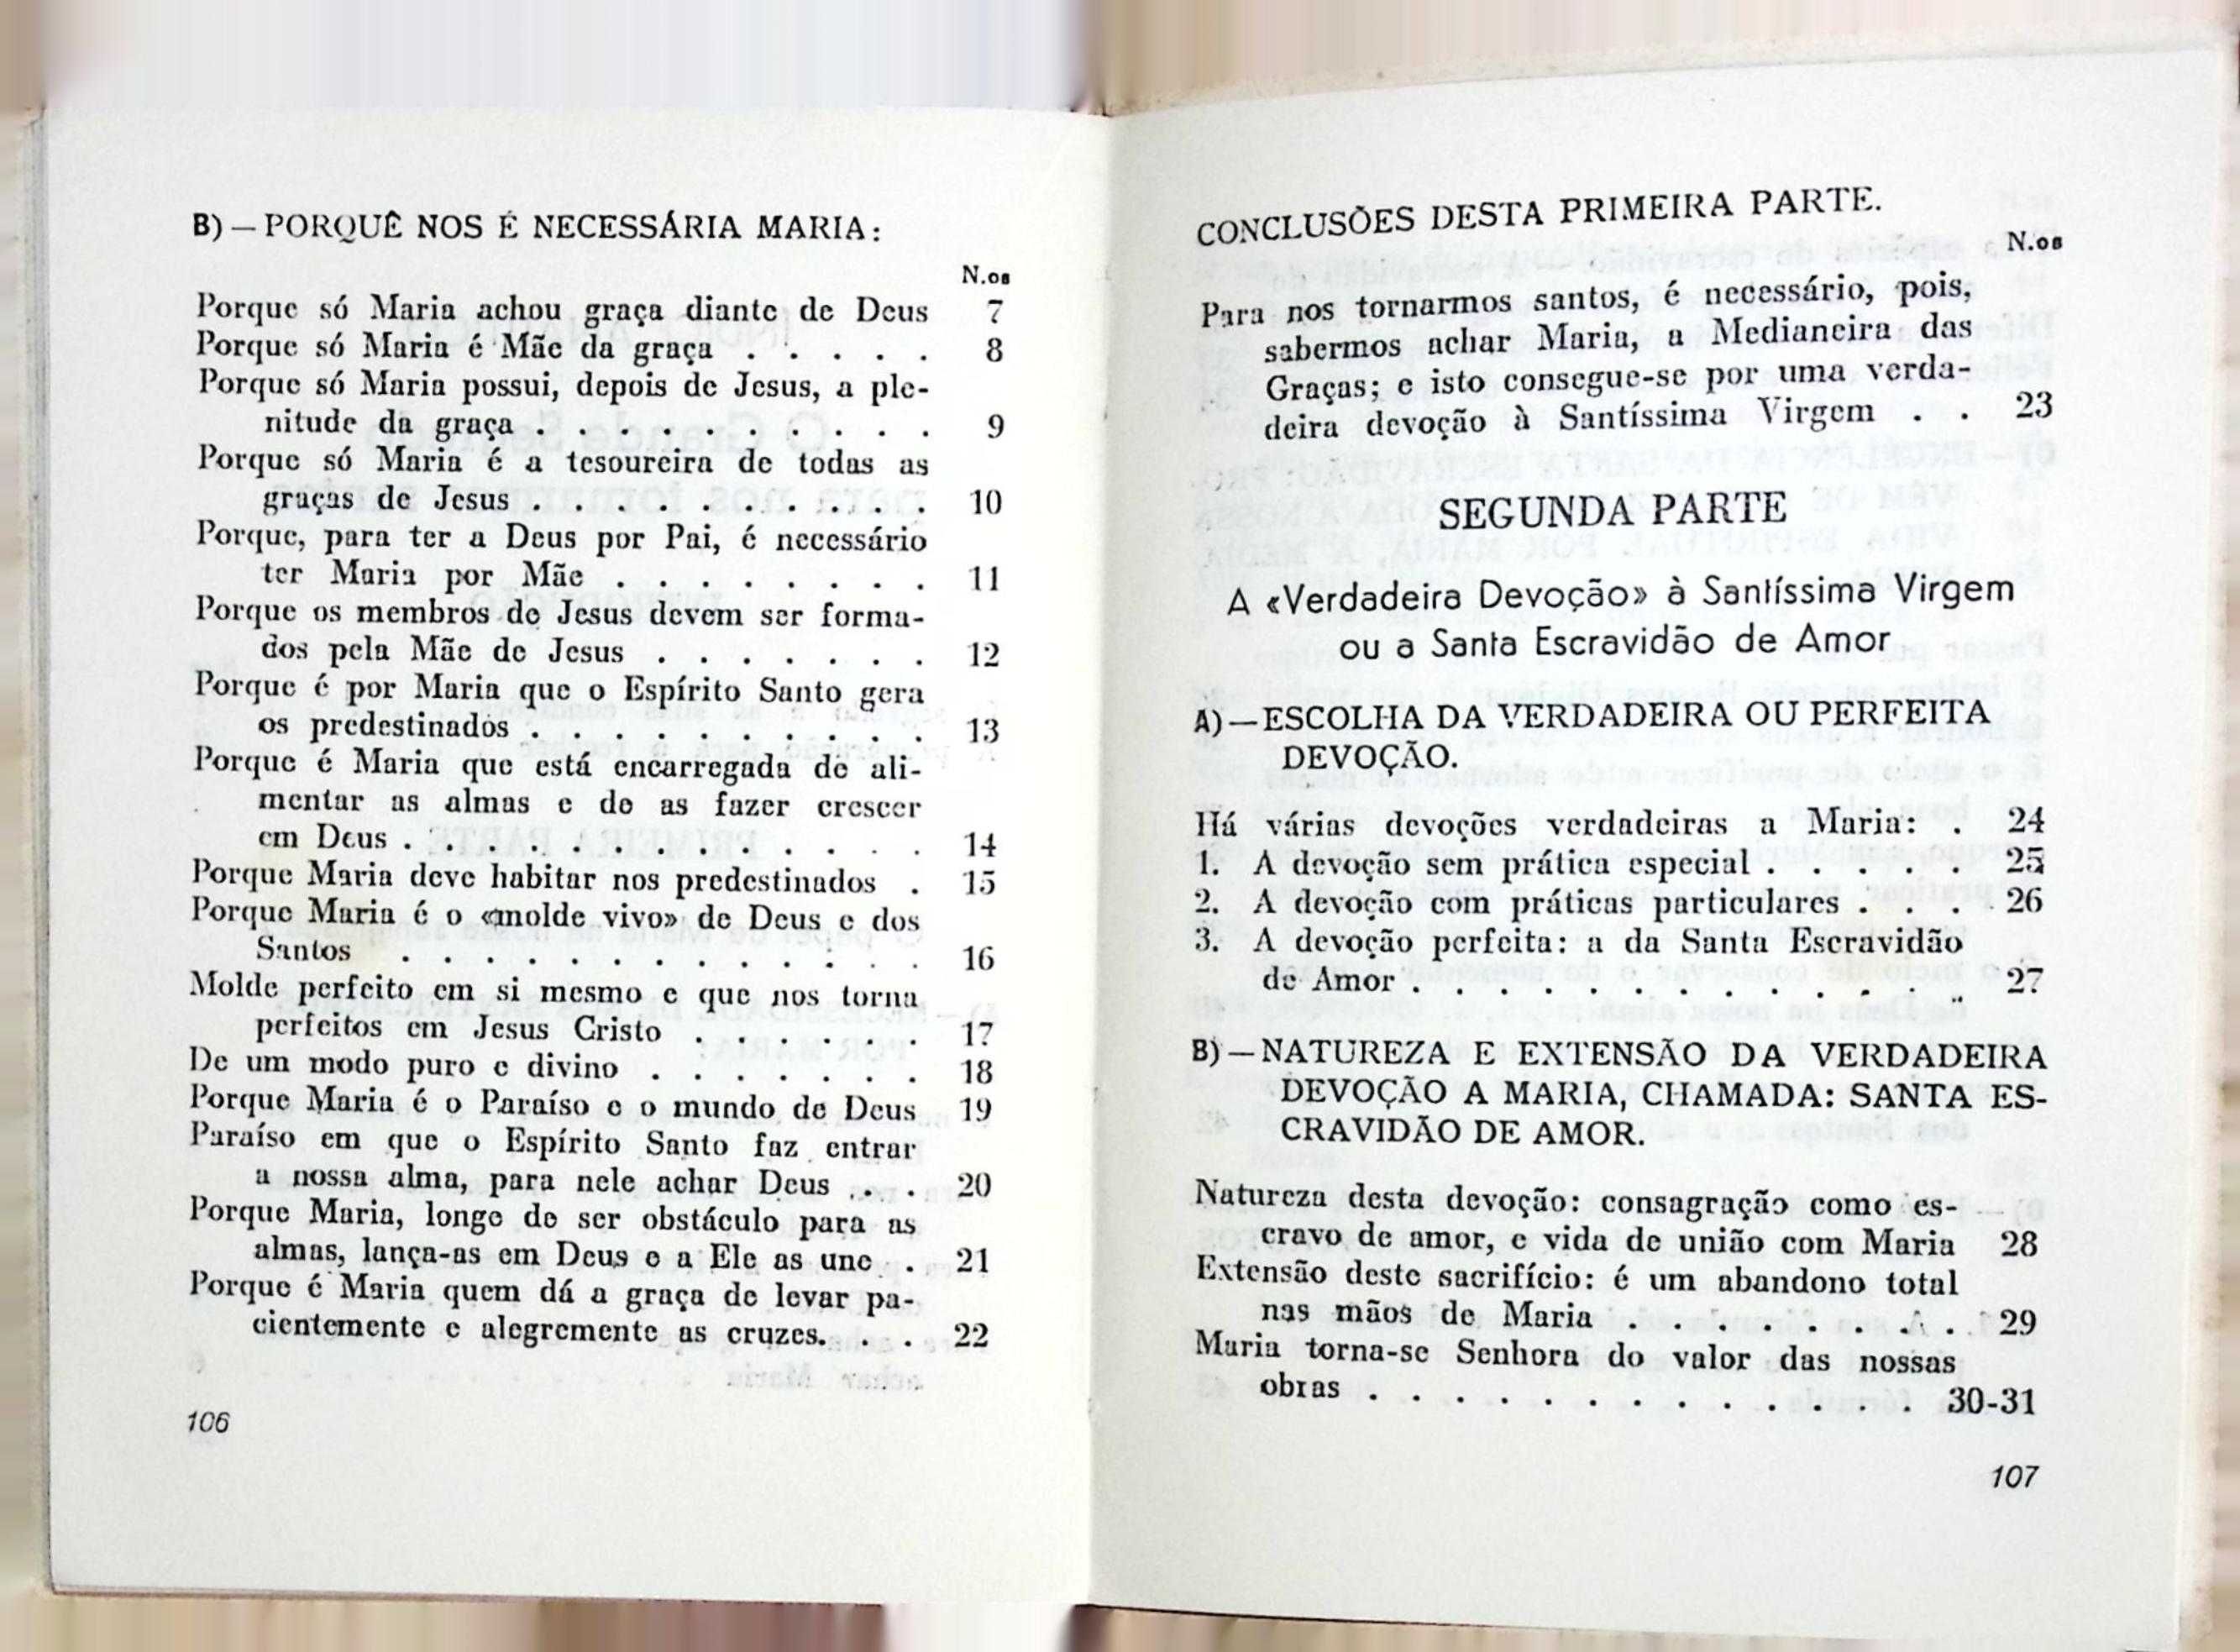 B) — PORQUÊ NOS É NECESSÁRIA MARIA:
N.os
Porque só Maria achou graça diante de Deus 7
Porque só Maria é Mãe da graça . . . . . 8
Porque só Maria possui, depois de Jesus, a ple-
nitude da graça . . . . . . . . . . 9
Porque só Maria é a tesoureira de todas as
graças de Jesus . . . . . . . . . . 10
Porque, para ter a Deus por Pai, é necessário
ter Maria por Mãe . . . . . . . . 11
Porque os membros de Jesus devem ser forma-
dos pela Mãe de Jesus . . . . . . . 12
Porque é por Maria que o Espírito Santo gera
os predestinados . . . . . . . . . . 13
Porque é Maria que está encarregada de ali-
mentar as almas e de as fazer crescer
em Deus . . . . . . . . . . . . . 14
Porque Maria deve habitar nos predestinados . 15
Porque Maria é o «molde vivo» de Deus e dos
Santos . . . . . . . . . . . . . 16
Molde perfeito em si mesmo e que nos torna
perfeitos em Jesus Cristo . . . . . . 17
De um modo puro e divino . . . . . . . 18
Porque Maria é o Paraíso e o mundo de Deus 19
Paraíso em que o Espírito Santo faz entrar
a nossa alma, para nele achar Deus . . . 20
Porque Maria, longe de ser obstáculo para as
almas, lança-as em Deus e a Ele as une . 21
Porque é Maria quem dá a graça de levar pa-
cientemente e alegremente as cruzes. . . 22
106
CONCLUSÕES DESTA PRIMEIRA PARTE.
N.os
Para nos tornarmos santos, é necessário, pois,
sabermos achar Maria, a Medianeira das
Graças; e isto consegue-se por uma verda-
deira devoção à Santíssima Virgem . . 23
SEGUNDA PARTE
A «Verdadeira Devoção» à Santíssima Virgem
ou a Santa Escravidão de Amor
A) — ESCOLHA DA VERDADEIRA OU PERFEITA
DEVOÇÃO.
Há várias devoções verdadeiras a Maria: . 24
1. A devoção sem prática especial . . . . . 25
2. A devoção com práticas particulares . . . . 26
3. A devoção perfeita: a da Santa Escravidão
de Amor . . . . . . . . . . . . . 27
B) — NATUREZA E EXTENSÃO DA VERDADEIRA
DEVOÇÃO A MARIA, CHAMADA: SANTA ES-
CRAVIDÃO DE AMOR.
Natureza desta devoção: consagração como es-
cravo de amor, e vida de união com Maria 28
Extensão deste sacrifício: é um abandono total
nas mãos de Maria . . . . . . . . 29
Maria torna-se Senhora do valor das nossas
obras . . . . . . . . . . . . . 30-31
107